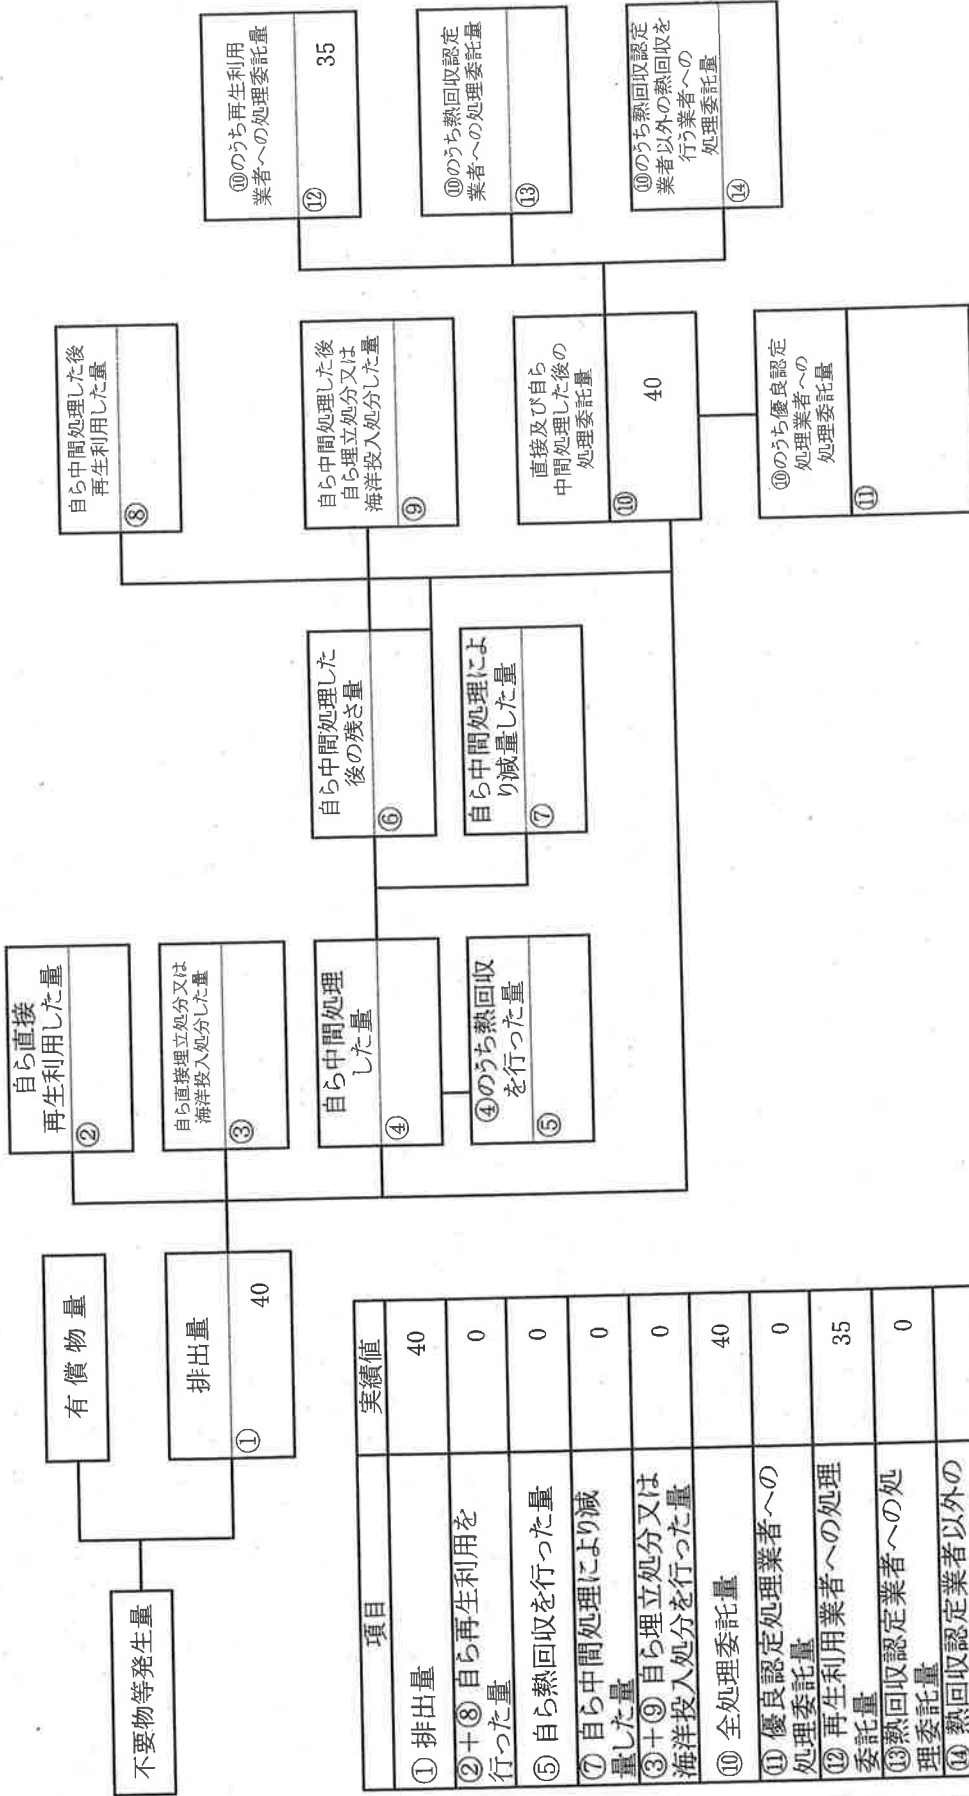 不要物等発生量
有償物量
排出量
① 40
自ら直接
再生利用した量
②
自ら直接埋立処分又は
海洋投入処分した量
③
自ら中間処理
した量
④
④のうち熱回収
を行った量
⑤
自ら中間処理した
後の残さ量
⑥
自ら中間処理によ
り減量した量
⑦
自ら中間処理した後
再生利用した量
⑧
自ら中間処理した後
自ら埋立処分又は
海洋投入処分した量
⑨
直接及び自ら
中間処理した後の
処理委託量
⑩ 40
⑩のうち優良認定
処理業者への
処理委託量
⑪
⑩のうち再生利用
業者への処理委託量
⑫ 35
⑩のうち熱回収認定
業者への処理委託量
⑬
⑩のうち熱回収認定
業者以外の熱回収を
行う業者への
処理委託量
⑭
項目 実績値
① 排出量 40
②+⑧ 自ら再生利用を
行った量 0
⑤ 自ら熱回収を行った量 0
⑦ 自ら中間処理により減
量した量 0
③+⑨ 自ら埋立処分又は
海洋投入処分を行った量 0
⑩ 全処理委託量 40
⑪ 優良認定処理業者への
処理委託量 0
⑫ 再生利用業者への処理
委託量 35
⑬熱回収認定業者への処
理委託量 0
⑭ 熱回収認定業者以外の